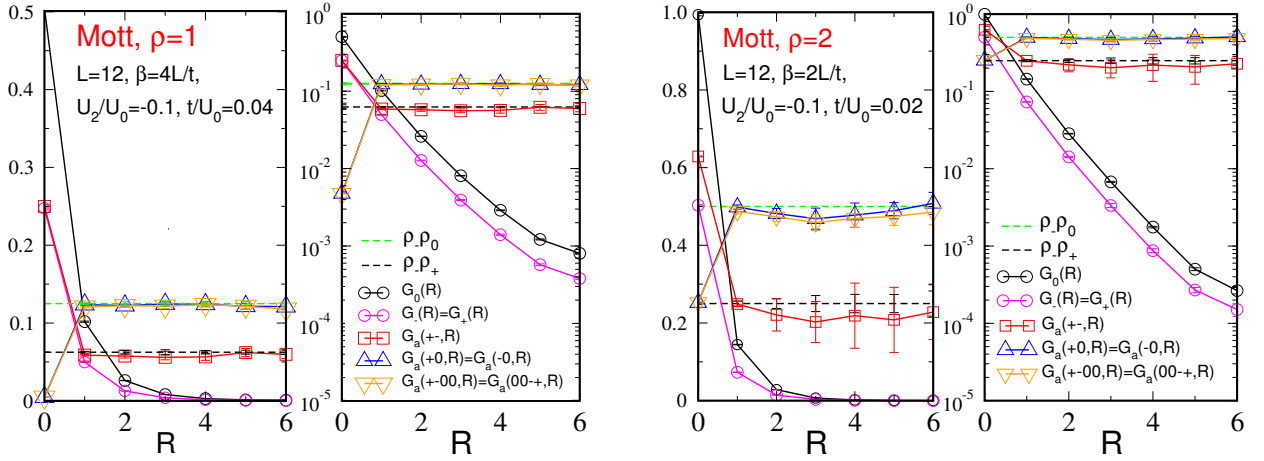 Mott, ρ=1
L=12, β=4L/t,
U₂/U₀=-0.1, t/U₀=0.04
0.5
0.4
0.3
0.2
0.1
0
0 2 4 6
R
10⁰
10⁻¹
10⁻²
10⁻³
10⁻⁴
10⁻⁵
ρ₋ρ₀
ρ₋ρ₊
G₀(R)
G₋(R)=G₊(R)
Gₐ(+-,R)
Gₐ(+0,R)=Gₐ(-0,R)
Gₐ(+-00,R)=Gₐ(00-+,R)
0 2 4 6
R
Mott, ρ=2
L=12, β=2L/t,
U₂/U₀=-0.1, t/U₀=0.02
1.0
0.8
0.6
0.4
0.2
0.0
0 2 4 6
R
10⁰
10⁻¹
10⁻²
10⁻³
10⁻⁴
10⁻⁵
ρ₋ρ₀
ρ₋ρ₊
G₀(R)
G₋(R)=G₊(R)
Gₐ(+-,R)
Gₐ(+0,R)=Gₐ(-0,R)
Gₐ(+-00,R)=Gₐ(00-+,R)
0 2 4 6
R